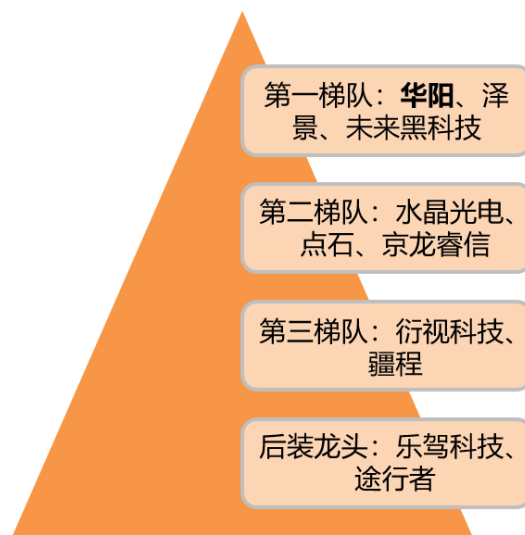 第一梯队：华阳、泽
景、未来黑科技
第二梯队：水晶光电、
点石、京龙睿信
第三梯队：衍视科技、
疆程
后装龙头：乐驾科技、
途行者